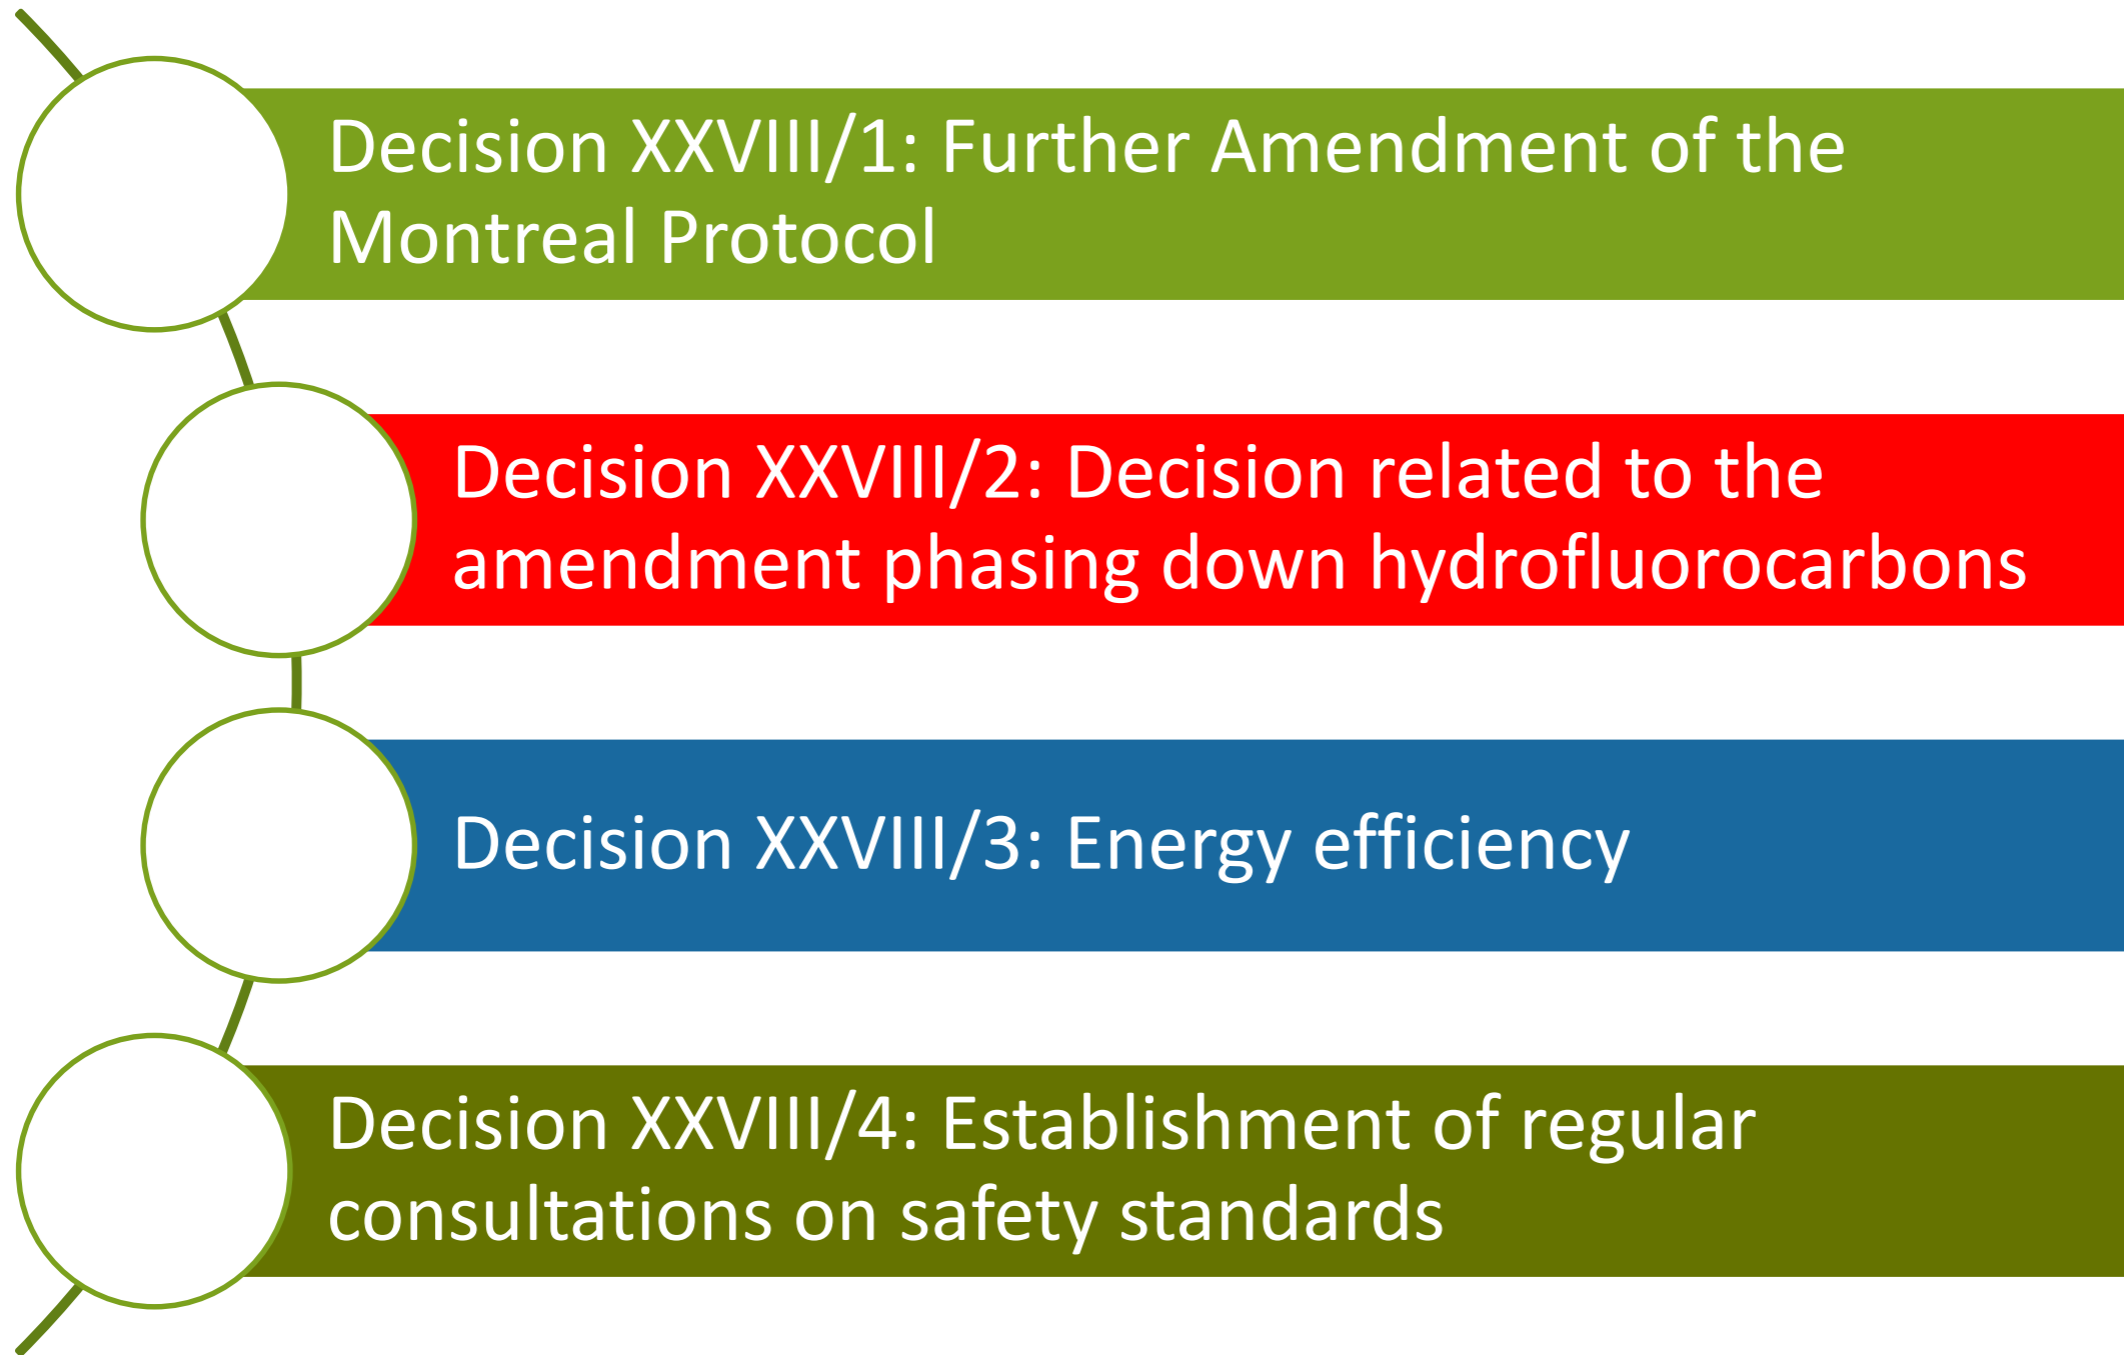 Decision XXVIII/1: Further Amendment of the
Montreal Protocol
Decision XXVIII/2: Decision related to the
amendment phasing down hydrofluorocarbons
Decision XXVIII/3: Energy efficiency
Decision XXVIII/4: Establishment of regular
consultations on safety standards